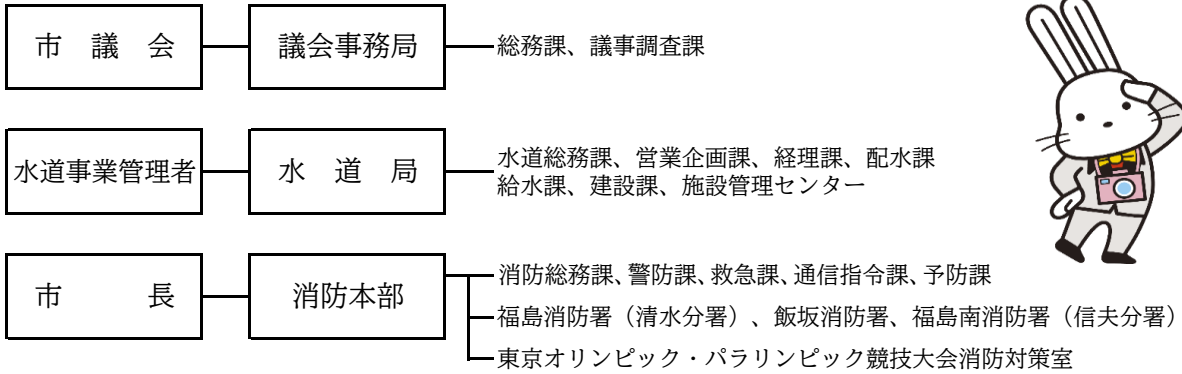 市議会 議会事務局 総務課、議事調査課
水道事業管理者 水道局 水道総務課、営業企画課、経理課、配水課
給水課、建設課、施設管理センター
市長 消防本部 消防総務課、警防課、救急課、通信指令課、予防課
福島消防署（清水分署）、飯坂消防署、福島南消防署（信夫分署）
東京オリンピック・パラリンピック競技大会消防対策室